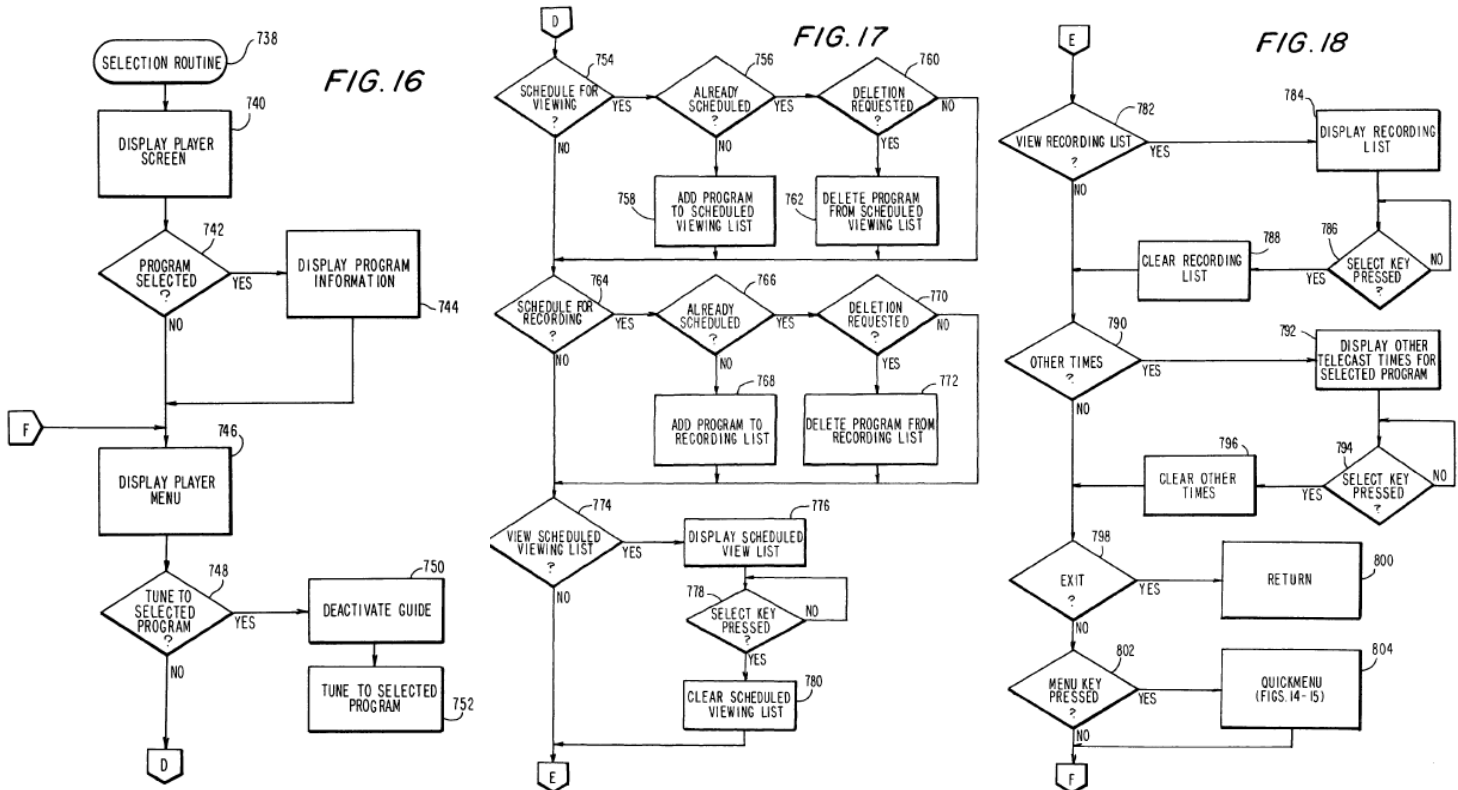 FIG.16
738
SELECTION ROUTINE
740
DISPLAY PLAYER
SCREEN
742
PROGRAM
SELECTED
?
YES
NO
DISPLAY PROGRAM
INFORMATION
744
F
746
DISPLAY PLAYER
MENU
748
TUNE TO
SELECTED
PROGRAM
?
YES
NO
750
DEACTIVATE GUIDE
TUNE TO SELECTED
PROGRAM
752
D
FIG.17
D
754
SCHEDULE FOR
VIEWING
?
YES
NO
756
ALREADY
SCHEDULED
?
YES
NO
760
DELETION
REQUESTED
?
NO
YES
758
ADD PROGRAM
TO SCHEDULED
VIEWING LIST
762
DELETE PROGRAM
FROM SCHEDULED
VIEWING LIST
764
SCHEDULE FOR
RECORDING
?
YES
NO
766
ALREADY
SCHEDULED
?
YES
NO
770
DELETION
REQUESTED
?
NO
YES
768
ADD PROGRAM TO
RECORDING LIST
772
DELETE PROGRAM FROM
RECORDING LIST
774
VIEW SCHEDULED
VIEWING LIST
?
YES
NO
776
DISPLAY SCHEDULED
VIEW LIST
778
SELECT KEY
PRESSED
?
NO
YES
780
CLEAR SCHEDULED
VIEWING LIST
E
FIG.18
E
782
VIEW RECORDING LIST
?
YES
NO
784
DISPLAY RECORDING
LIST
786
SELECT KEY
PRESSED
?
NO
YES
788
CLEAR RECORDING
LIST
790
OTHER TIMES
?
YES
NO
792
DISPLAY OTHER
TELECAST TIMES FOR
SELECTED PROGRAM
794
SELECT KEY
PRESSED
?
NO
YES
796
CLEAR OTHER
TIMES
798
EXIT
?
YES
NO
800
RETURN
802
MENU KEY
PRESSED
?
YES
NO
804
QUICKMENU
(FIGS. 14-15)
F